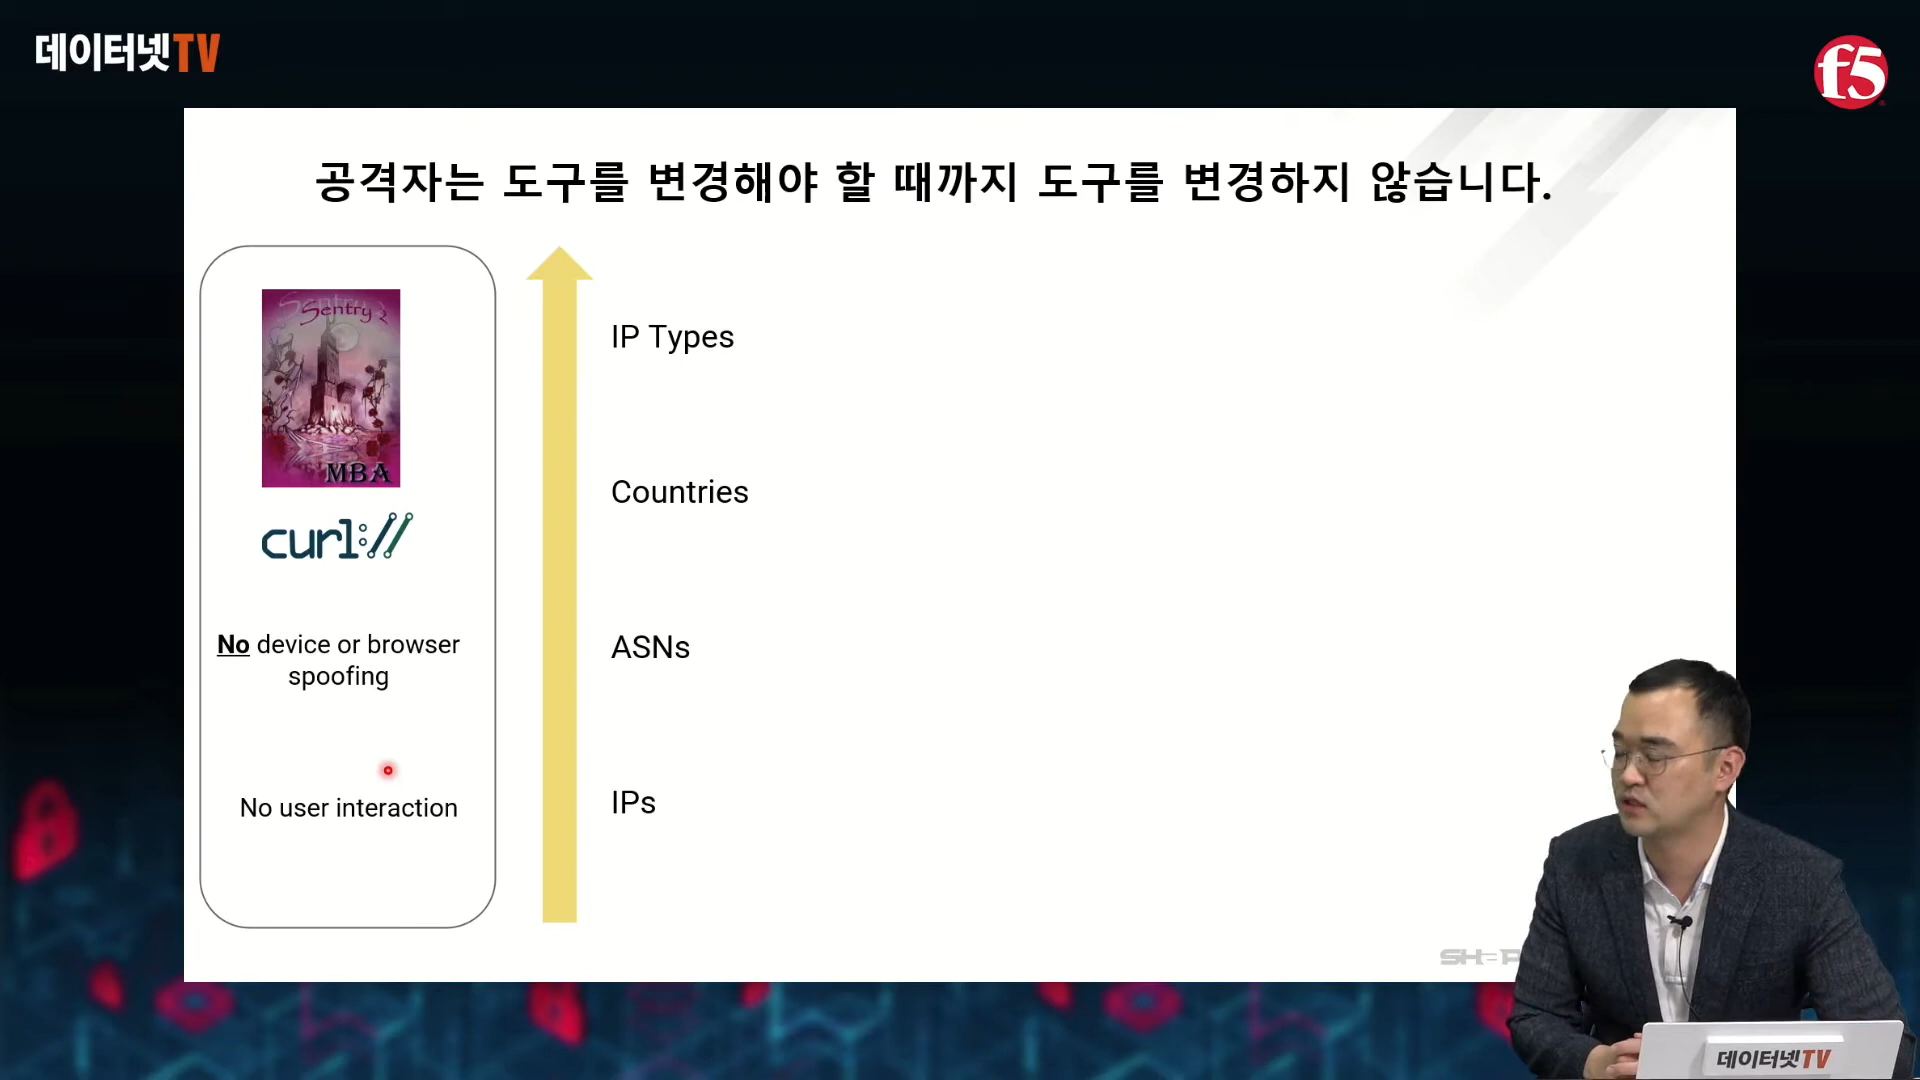 데이터넷TV
f5
공격자는 도구를 변경해야 할 때까지 도구를 변경하지 않습니다.
Sentry 2
MBA
curl://
No device or browser
spoofing
No user interaction
IP Types
Countries
ASNs
IPs
데이터넷TV